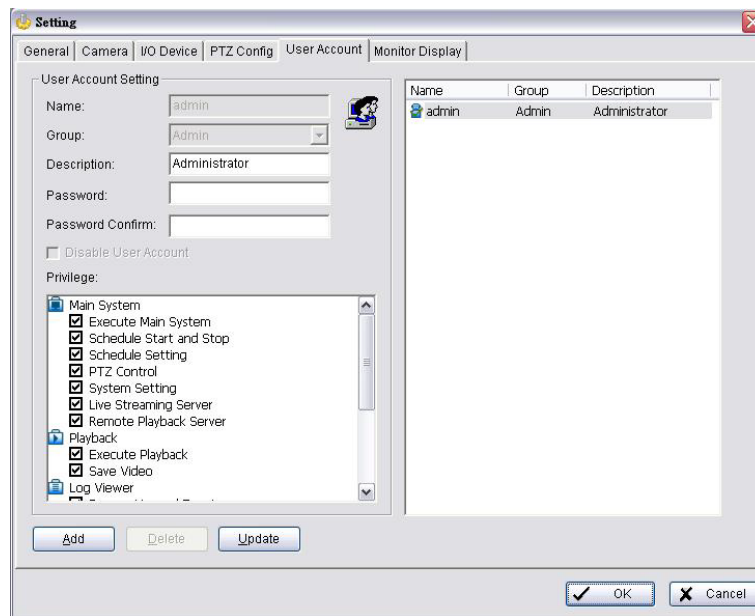 Setting
General Camera I/O Device PTZ Config User Account Monitor Display
User Account Setting
Name: admin
Group: Admin
Description: Administrator
Password:
Password Confirm:
Disable User Account
Privilege:
Main System
Execute Main System
Schedule Start and Stop
Schedule Setting
PTZ Control
System Setting
Live Streaming Server
Remote Playback Server
Playback
Execute Playback
Save Video
Log Viewer
Add Delete Update
Name Group Description
admin Admin Administrator
OK Cancel